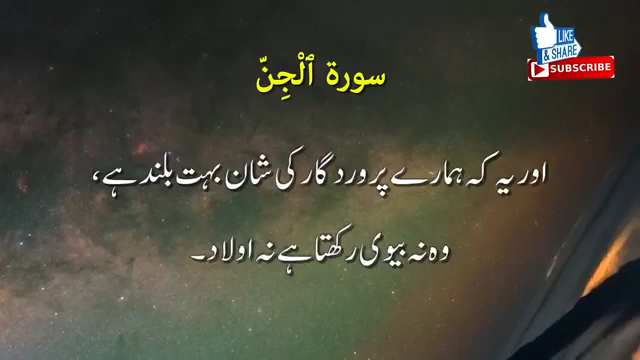 LIKE
& SHARE
SUBSCRIBE
سورة ٱلْجِنّ
اور یہ کہ ہمارے پروردگار کی شان بہت بلند ہے،
وہ نہ بیوی رکھتا ہے نہ اولاد۔